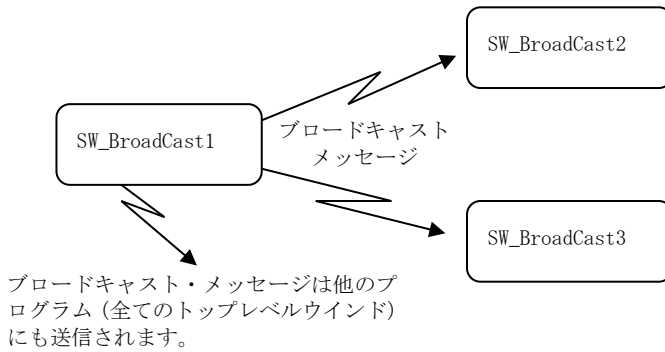 SW_BroadCast2
SW_BroadCast1
ブロードキャスト
メッセージ
SW_BroadCast3
ブロードキャスト・メッセージは他のプ
ログラム（全てのトップレベルウインド）
にも送信されます。